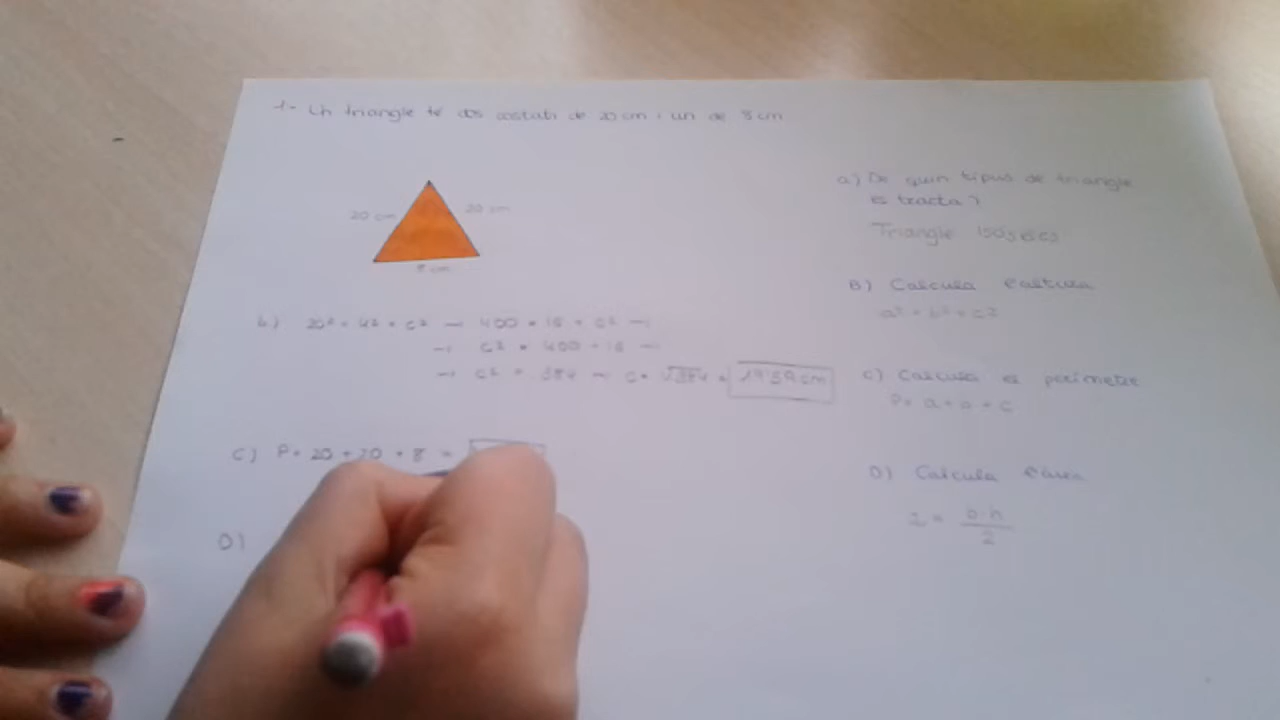 1- Un triangle té dos costats de 20 cm i un de 8 cm
20 cm
20 cm
8 cm
a) De quin tipus de triangle
es tracta?
Triangle Isósceles
B) Calcula l'altura
a² = b² + c²
b) 20² = 4² + c² → 400 = 16 + c² →
→ c² = 400 - 16 →
→ c² = 384 → c = √384 = 19'59 cm
C) Calcula el perímetre
P = a + b + c
C) P = 20 + 20 + 8 =
D) Calcula l'àrea
b·h
2
D)